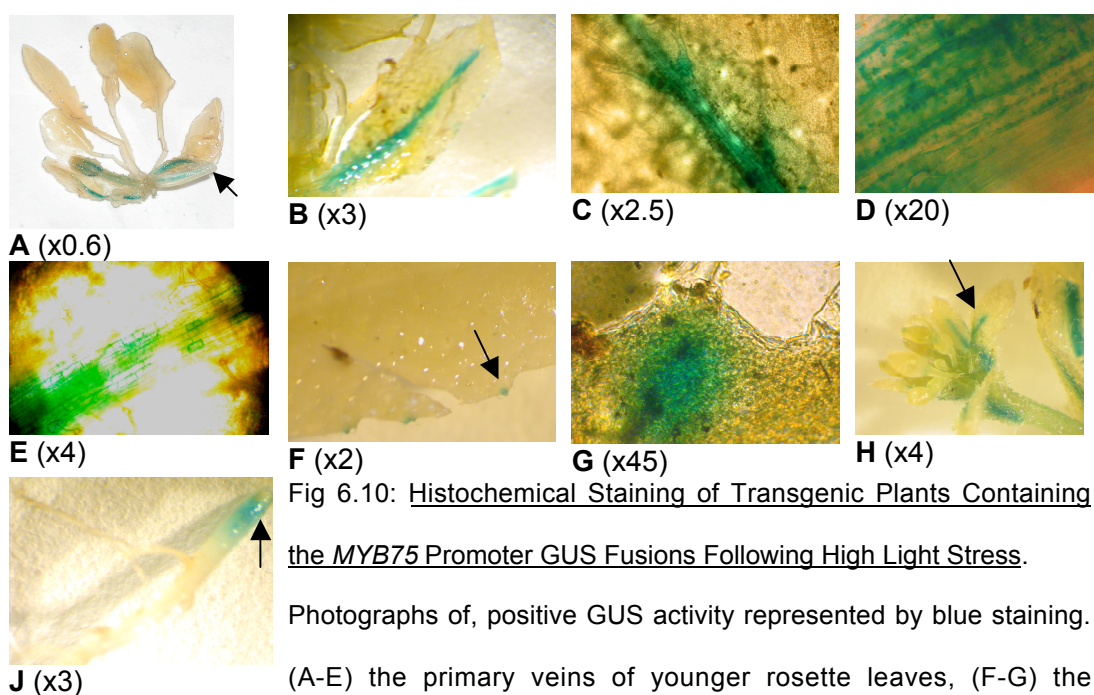 A (x0.6)
B (x3)
C (x2.5)
D (x20)
E (x4)
F (x2)
G (x45)
H (x4)
J (x3)
Fig 6.10: Histochemical Staining of Transgenic Plants Containing
the MYB75 Promoter GUS Fusions Following High Light Stress.
Photographs of, positive GUS activity represented by blue staining.
(A-E) the primary veins of younger rosette leaves, (F-G) the